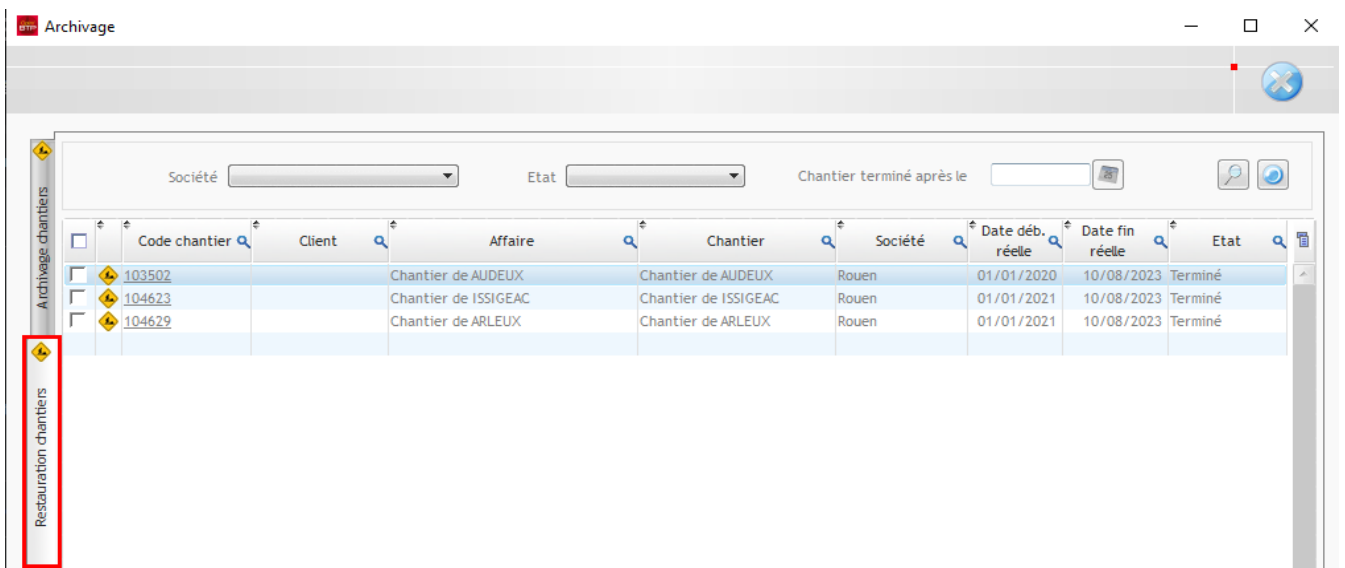 BTP Archivage
Archivage chantiers
Restauration chantiers
Société Etat Chantier terminé après le
Code chantier Client Affaire Chantier Société Date déb. réelle Date fin réelle Etat
103502 Chantier de AUDEUX Chantier de AUDEUX Rouen 01/01/2020 10/08/2023 Terminé
104623 Chantier de ISSIGEAC Chantier de ISSIGEAC Rouen 01/01/2021 10/08/2023 Terminé
104629 Chantier de ARLEUX Chantier de ARLEUX Rouen 01/01/2021 10/08/2023 Terminé